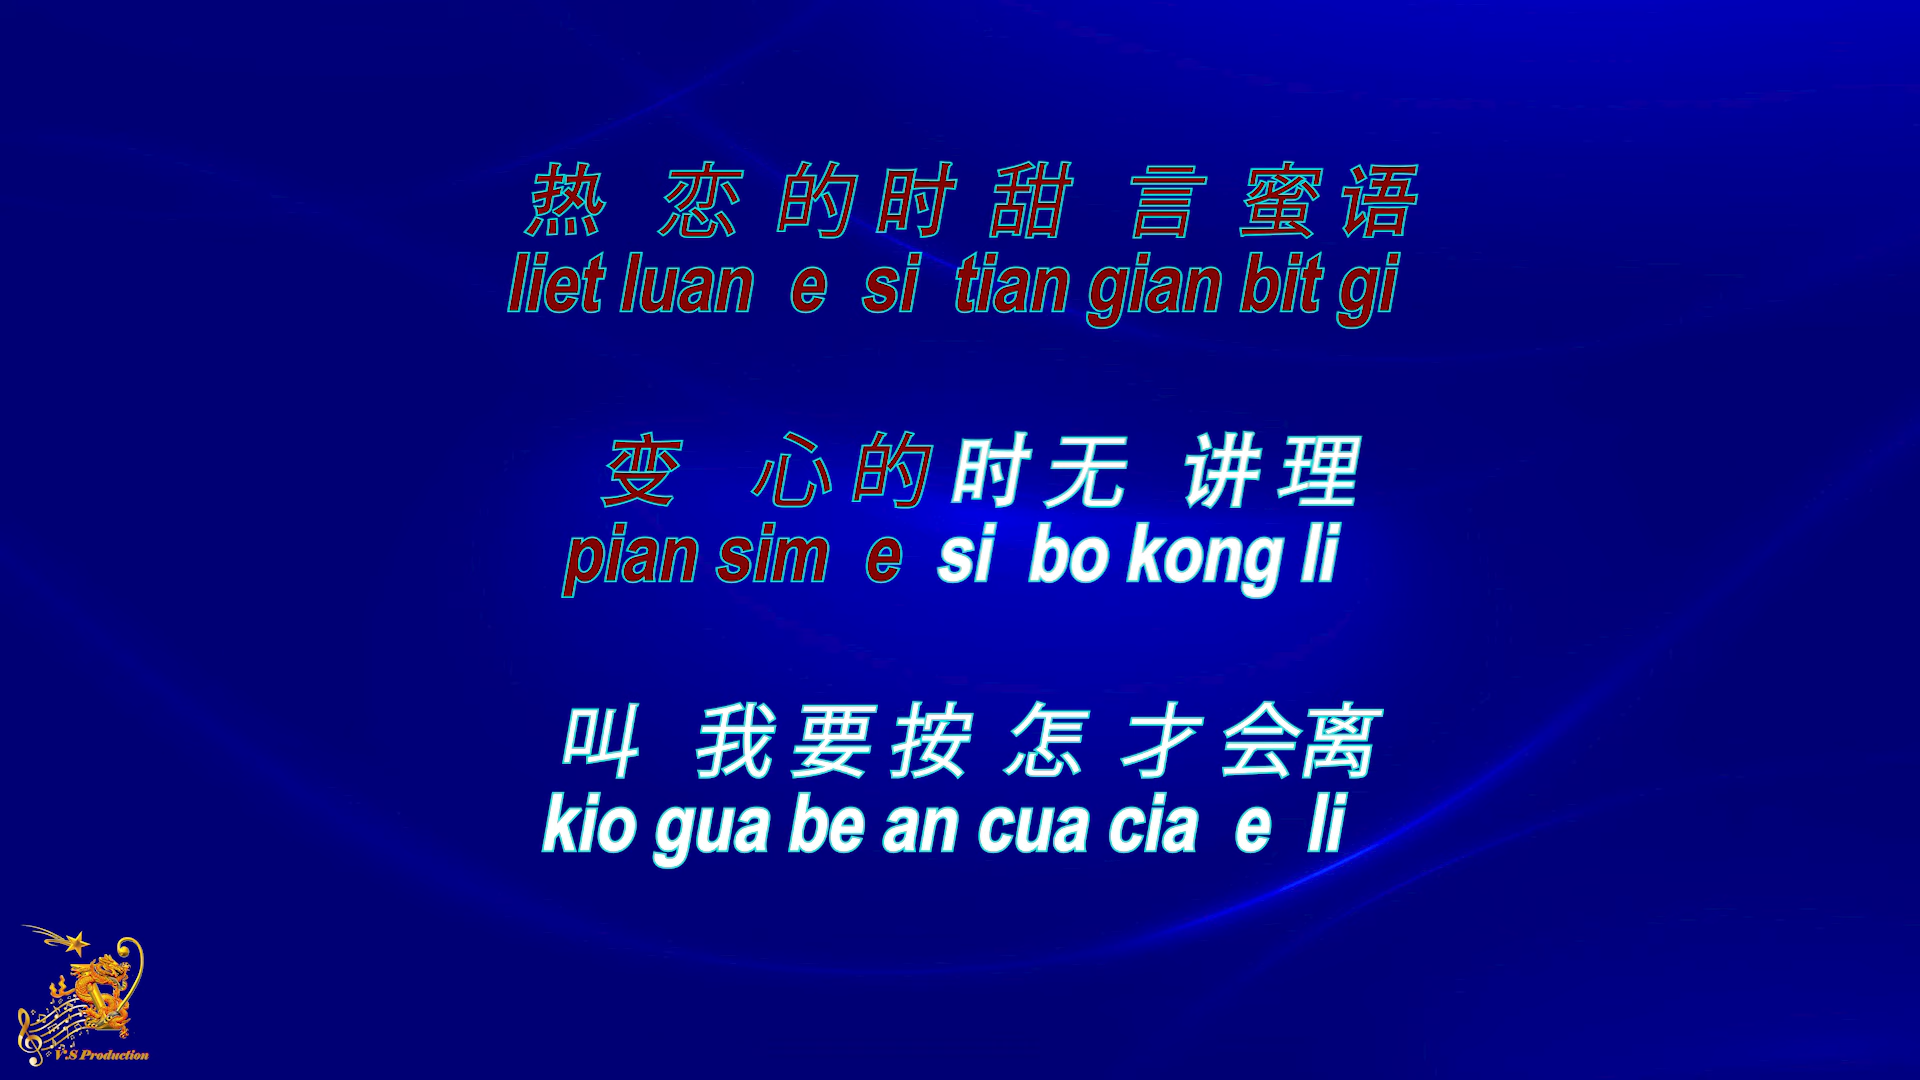 热 恋 的 时 甜 言 蜜 语
liet luan e si tian gian bit gi
变 心 的 时 无 讲 理
pian sim e si bo kong li
叫 我 要 按 怎 才 会 离
kio gua be an cua cia e li
V.S Production